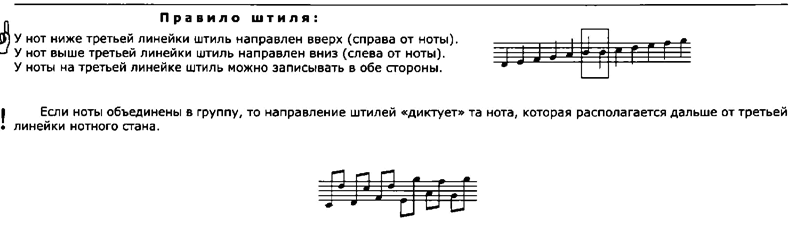 Правило штиля:
У нот ниже третьей линейки штиль направлен вверх (справа от ноты).
У нот выше третьей линейки штиль направлен вниз (слева от ноты).
У ноты на третьей линейке штиль можно записывать в обе стороны.
! Если ноты объединены в группу, то направление штилей «диктует» та нота, которая располагается дальше от третьей
линейки нотного стана.